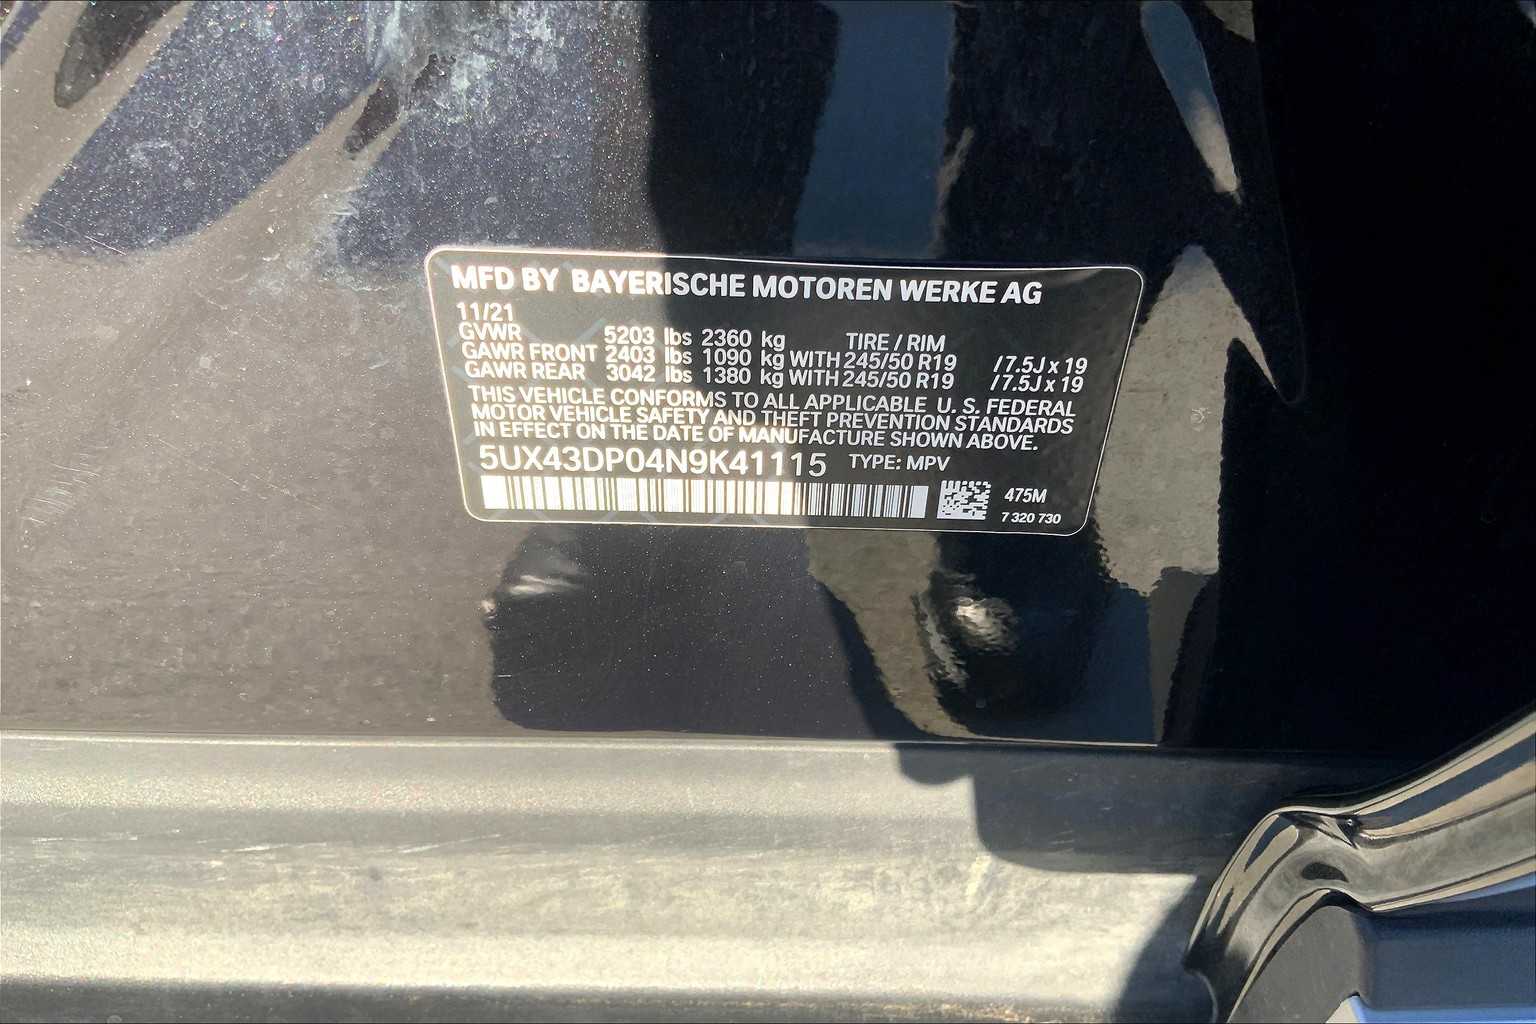 MFD BY BAYERISCHE MOTOREN WERKE AG
11/21
GVWR 5203 lbs 2360 kg TIRE / RIM
GAWR FRONT 2403 lbs 1090 kg WITH 245/50 R19 /7.5J x 19
GAWR REAR 3042 lbs 1380 kg WITH 245/50 R19 /7.5J x 19
THIS VEHICLE CONFORMS TO ALL APPLICABLE U. S. FEDERAL
MOTOR VEHICLE SAFETY AND THEFT PREVENTION STANDARDS
IN EFFECT ON THE DATE OF MANUFACTURE SHOWN ABOVE.
5UX43DP04N9K41115 TYPE: MPV
475M
7 320 730